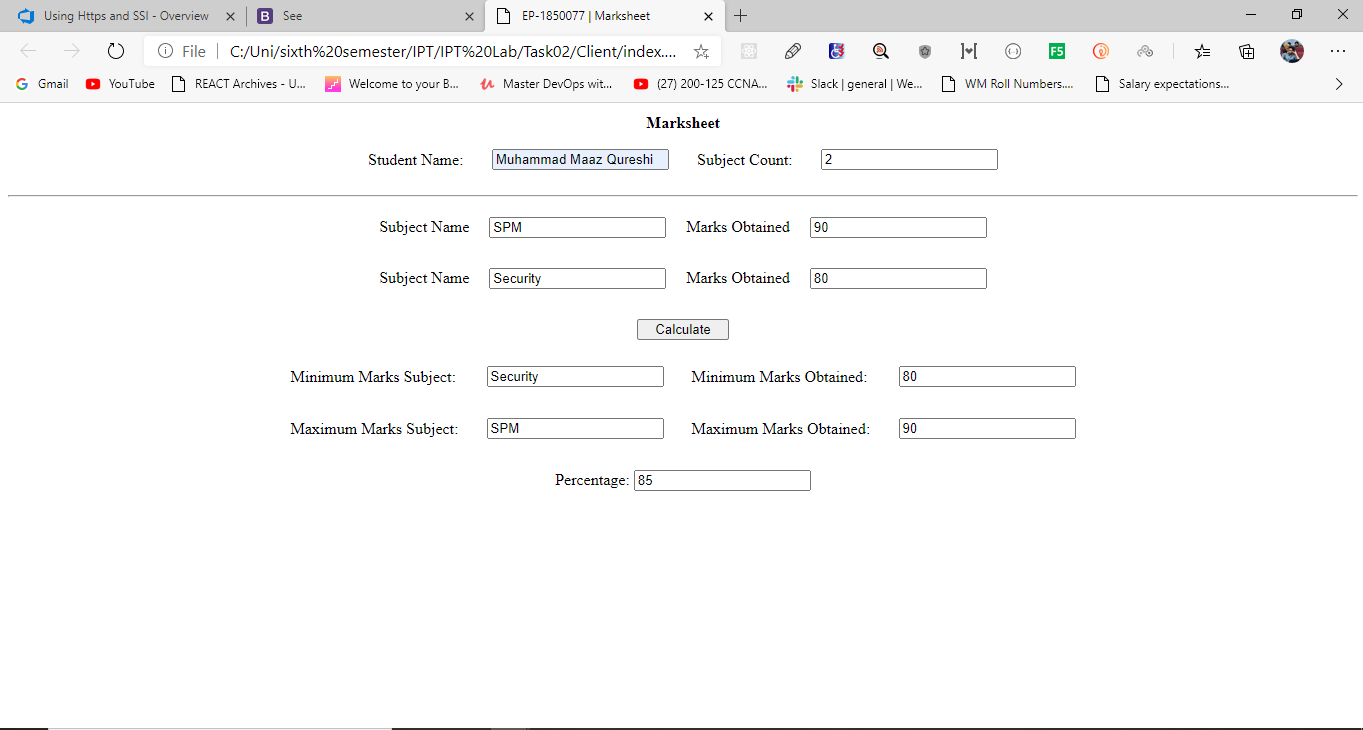 Using Https and SSl - Overview
See
EP-1850077 | Marksheet
File C:/Uni/sixth%20semester/IPT/IPT%20Lab/Task02/Client/index....
F5
Gmail YouTube REACT Archives - U... Welcome to your B... Master DevOps wit... (27) 200-125 CCNA... Slack | general | We... WM Roll Numbers.... Salary expectations...
Marksheet
Student Name: Muhammad Maaz Qureshi Subject Count: 2
Subject Name SPM Marks Obtained 90
Subject Name Security Marks Obtained 80
Calculate
Minimum Marks Subject: Security Minimum Marks Obtained: 80
Maximum Marks Subject: SPM Maximum Marks Obtained: 90
Percentage: 85